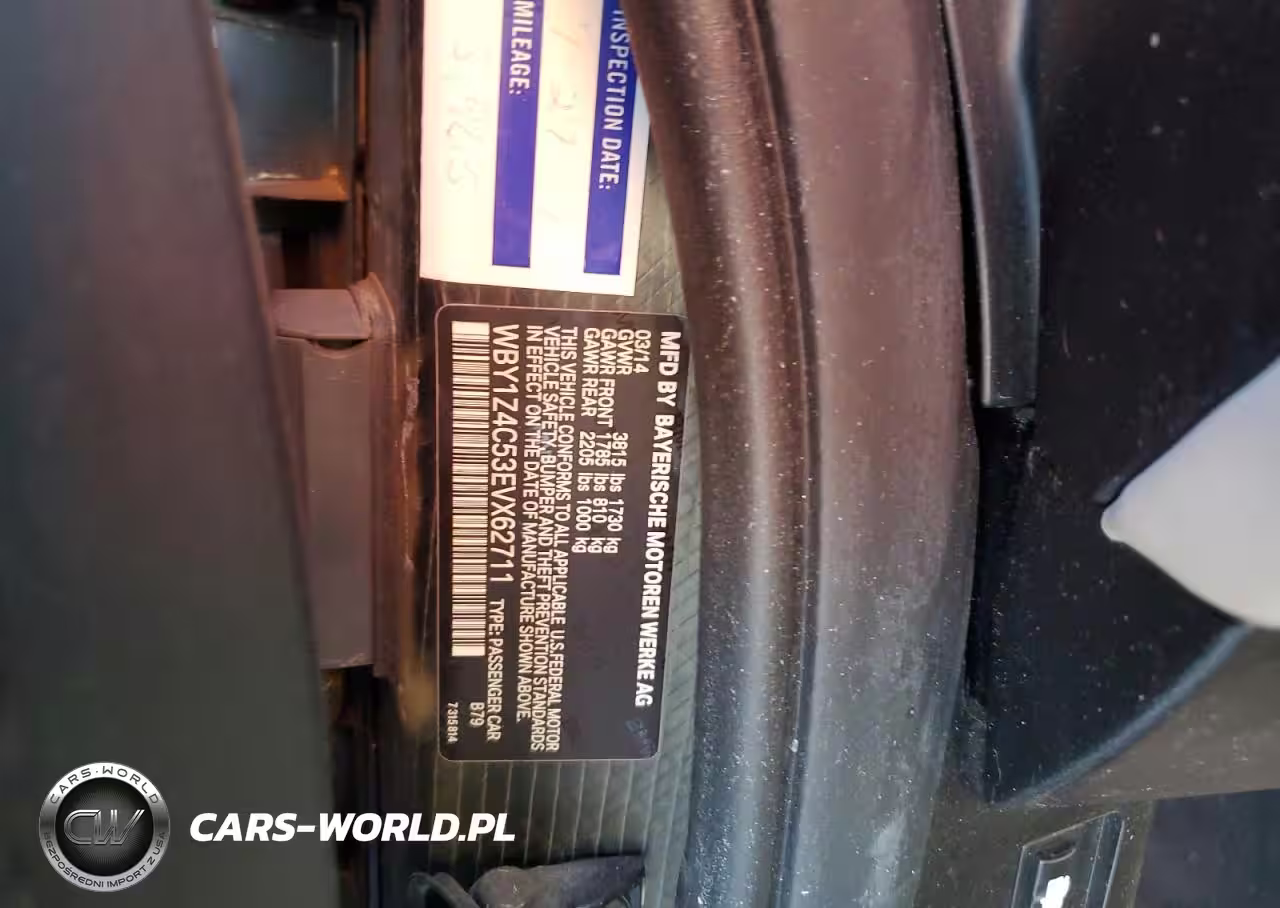 INSPECTION DATE:
MILEAGE:
MFD BY BAYERISCHE MOTOREN WERKE AG
03/14
GVWR 3815 lbs 1730 kg
GAWR FRONT 1785 lbs 810 kg
GAWR REAR 2205 lbs 1000 kg
THIS VEHICLE CONFORMS TO ALL APPLICABLE U.S.FEDERAL MOTOR
VEHICLE SAFETY, BUMPER AND THEFT PREVENTION STANDARDS
IN EFFECT ON THE DATE OF MANUFACTURE SHOWN ABOVE.
WBY1Z4C53EVX62711 TYPE: PASSENGER CAR
B79
7315814
CARS-WORLD
CW
BEZPOŚREDNI IMPORT Z USA
CARS-WORLD.PL